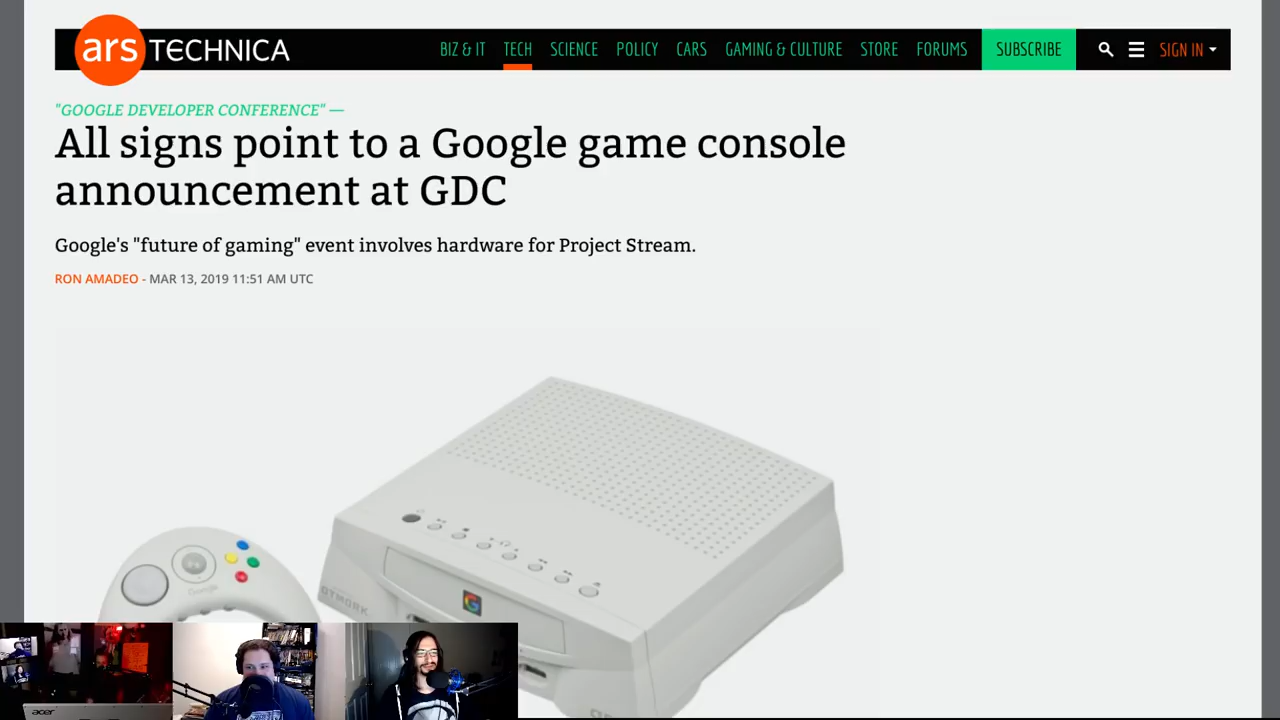 ars TECHNICA
BIZ & IT TECH SCIENCE POLICY CARS GAMING & CULTURE STORE FORUMS SUBSCRIBE SIGN IN
"GOOGLE DEVELOPER CONFERENCE" —
All signs point to a Google game console
announcement at GDC
Google's "future of gaming" event involves hardware for Project Stream.
RON AMADEO - MAR 13, 2019 11:51 AM UTC
Google
G
acer